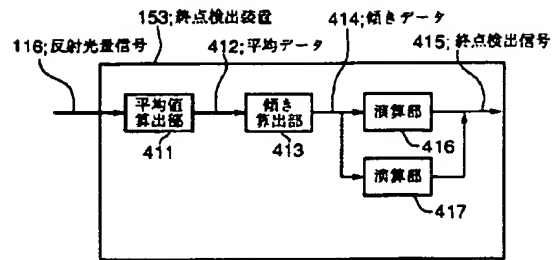 153;終点検出装置
414;傾きデータ
116;反射光量信号
412;平均データ
415;終点検出信号
平均値
算出部
傾き
算出部
演算部
411
413
416
演算部
417